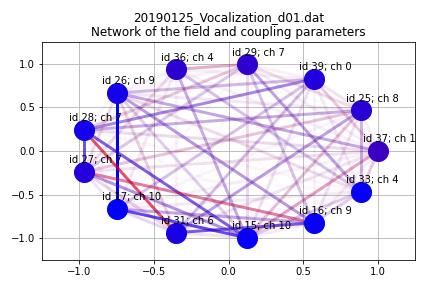 20190125_Vocalization_d01.dat
Network of the field and coupling parameters
id 29; ch 7
id 36; ch 4
id 39; ch 0
id 26; ch 9
id 25; ch 8
id 28; ch 7
id 37; ch 1
id 27; ch
id 33; ch 4
ch 10
id 16; ch 9
id 31; ch 6
id 15; ch 10
1.0
0.5
0.0
−0.5
−1.0
−1.0
−0.5
0.0
0.5
1.0